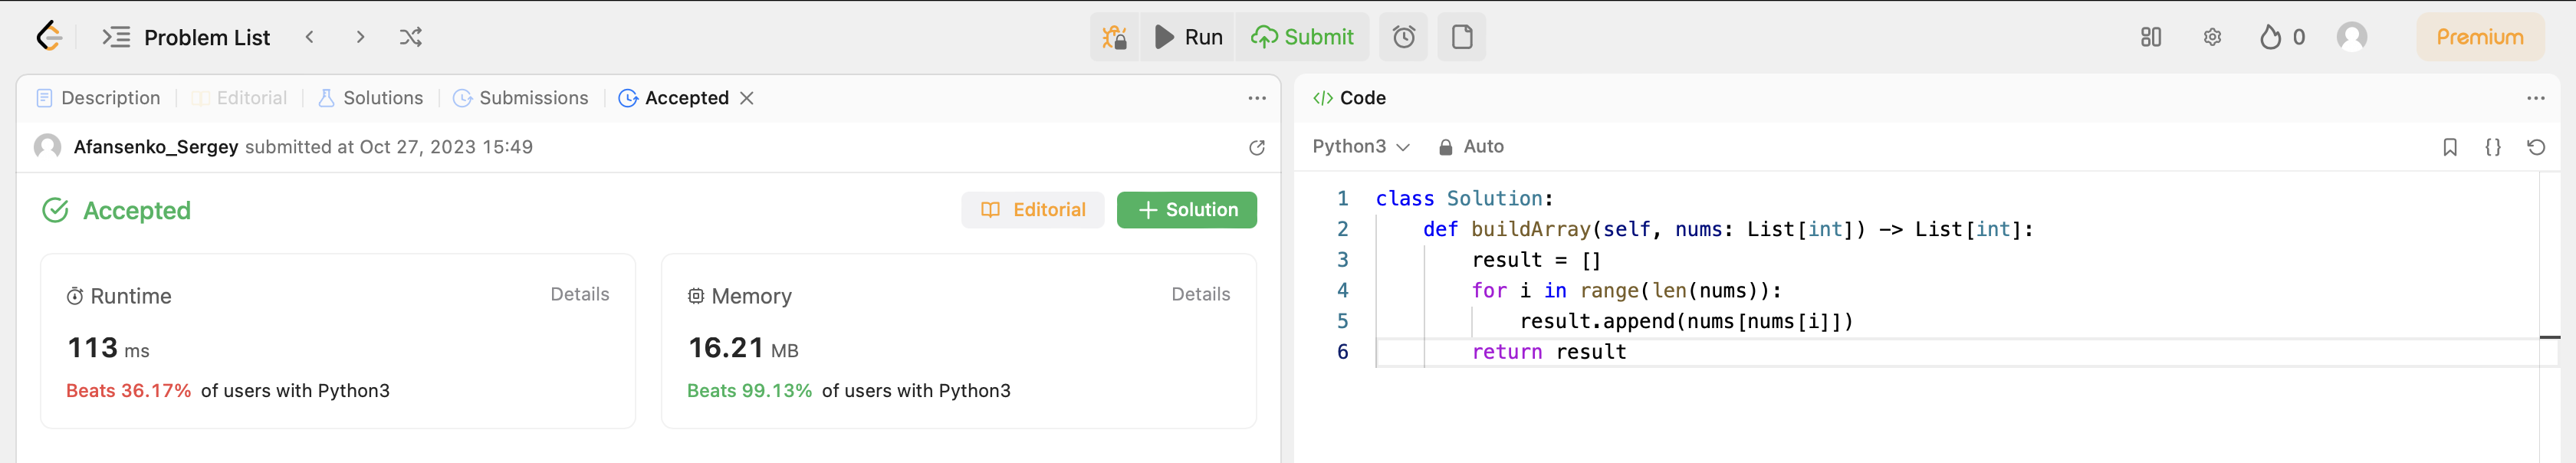 Problem List
Run
Submit
0
Premium
Description
Editorial
Solutions
Submissions
Accepted
Afansenko_Sergey submitted at Oct 27, 2023 15:49
Accepted
Editorial
Solution
Runtime
Details
113 ms
Beats 36.17% of users with Python3
Memory
Details
16.21 MB
Beats 99.13% of users with Python3
</> Code
Python3
Auto
{}
1 class Solution:
2     def buildArray(self, nums: List[int]) -> List[int]:
3         result = []
4         for i in range(len(nums)):
5             result.append(nums[nums[i]])
6         return result